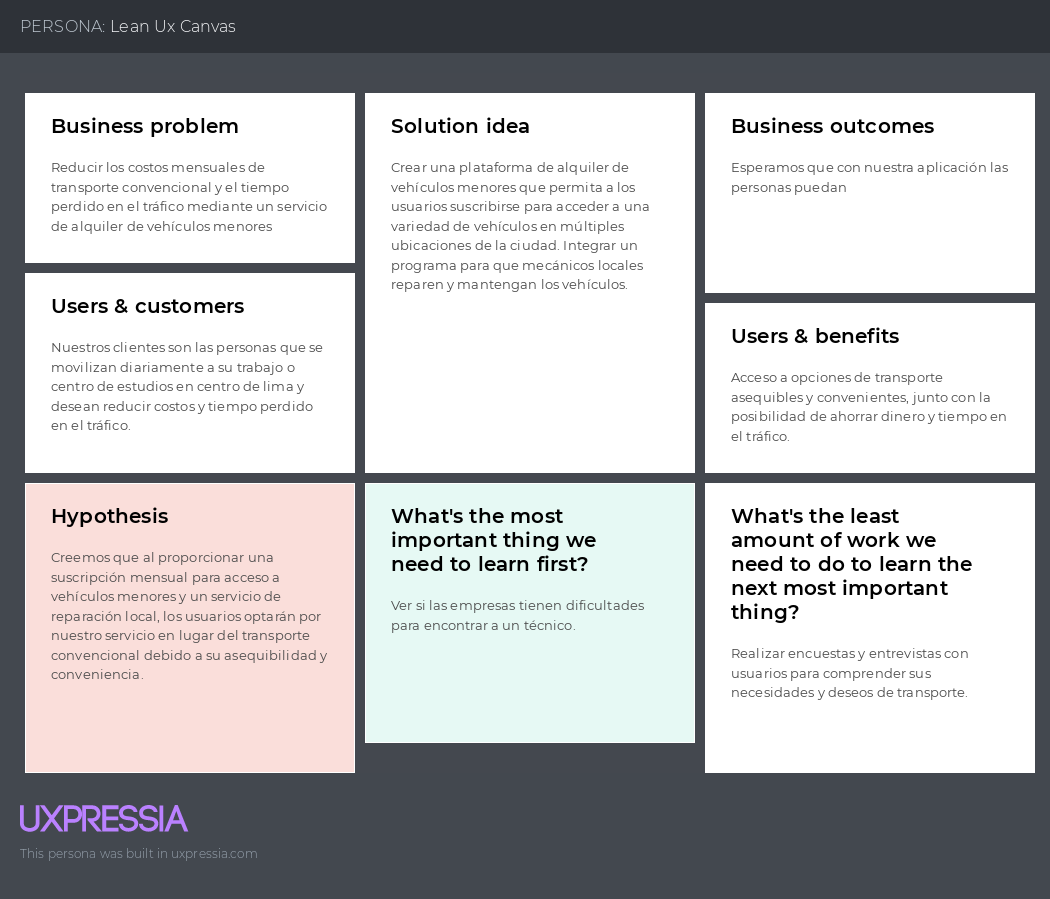 PERSONA: Lean Ux Canvas
Business problem
Reducir los costos mensuales de
transporte convencional y el tiempo
perdido en el tráfico mediante un servicio
de alquiler de vehículos menores
Users & customers
Nuestros clientes son las personas que se
movilizan diariamente a su trabajo o
centro de estudios en centro de lima y
desean reducir costos y tiempo perdido
en el tráfico.
Solution idea
Crear una plataforma de alquiler de
vehículos menores que permita a los
usuarios suscribirse para acceder a una
variedad de vehículos en múltiples
ubicaciones de la ciudad. Integrar un
programa para que mecánicos locales
reparen y mantengan los vehículos.
Business outcomes
Esperamos que con nuestra aplicación las
personas puedan
Users & benefits
Acceso a opciones de transporte
asequibles y convenientes, junto con la
posibilidad de ahorrar dinero y tiempo en
el tráfico.
Hypothesis
Creemos que al proporcionar una
suscripción mensual para acceso a
vehículos menores y un servicio de
reparación local, los usuarios optarán por
nuestro servicio en lugar del transporte
convencional debido a su asequibilidad y
conveniencia.
What's the most
important thing we
need to learn first?
Ver si las empresas tienen dificultades
para encontrar a un técnico.
What's the least
amount of work we
need to do to learn the
next most important
thing?
Realizar encuestas y entrevistas con
usuarios para comprender sus
necesidades y deseos de transporte.
UXPRESSIA
This persona was built in uxpressia.com